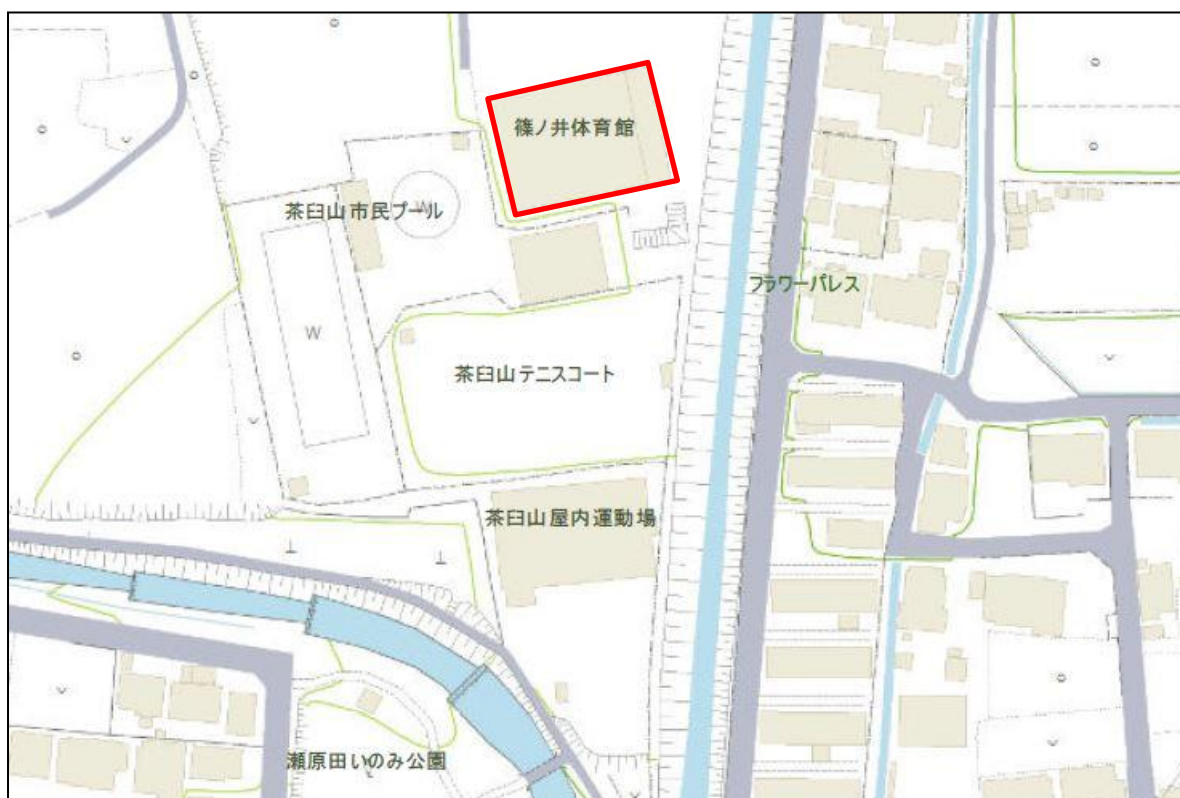 篠ノ井体育館
茶臼山市民プール
W
フラワーパレス
W
茶臼山テニスコート
茶臼山屋内運動場
瀬原田いのみ公園